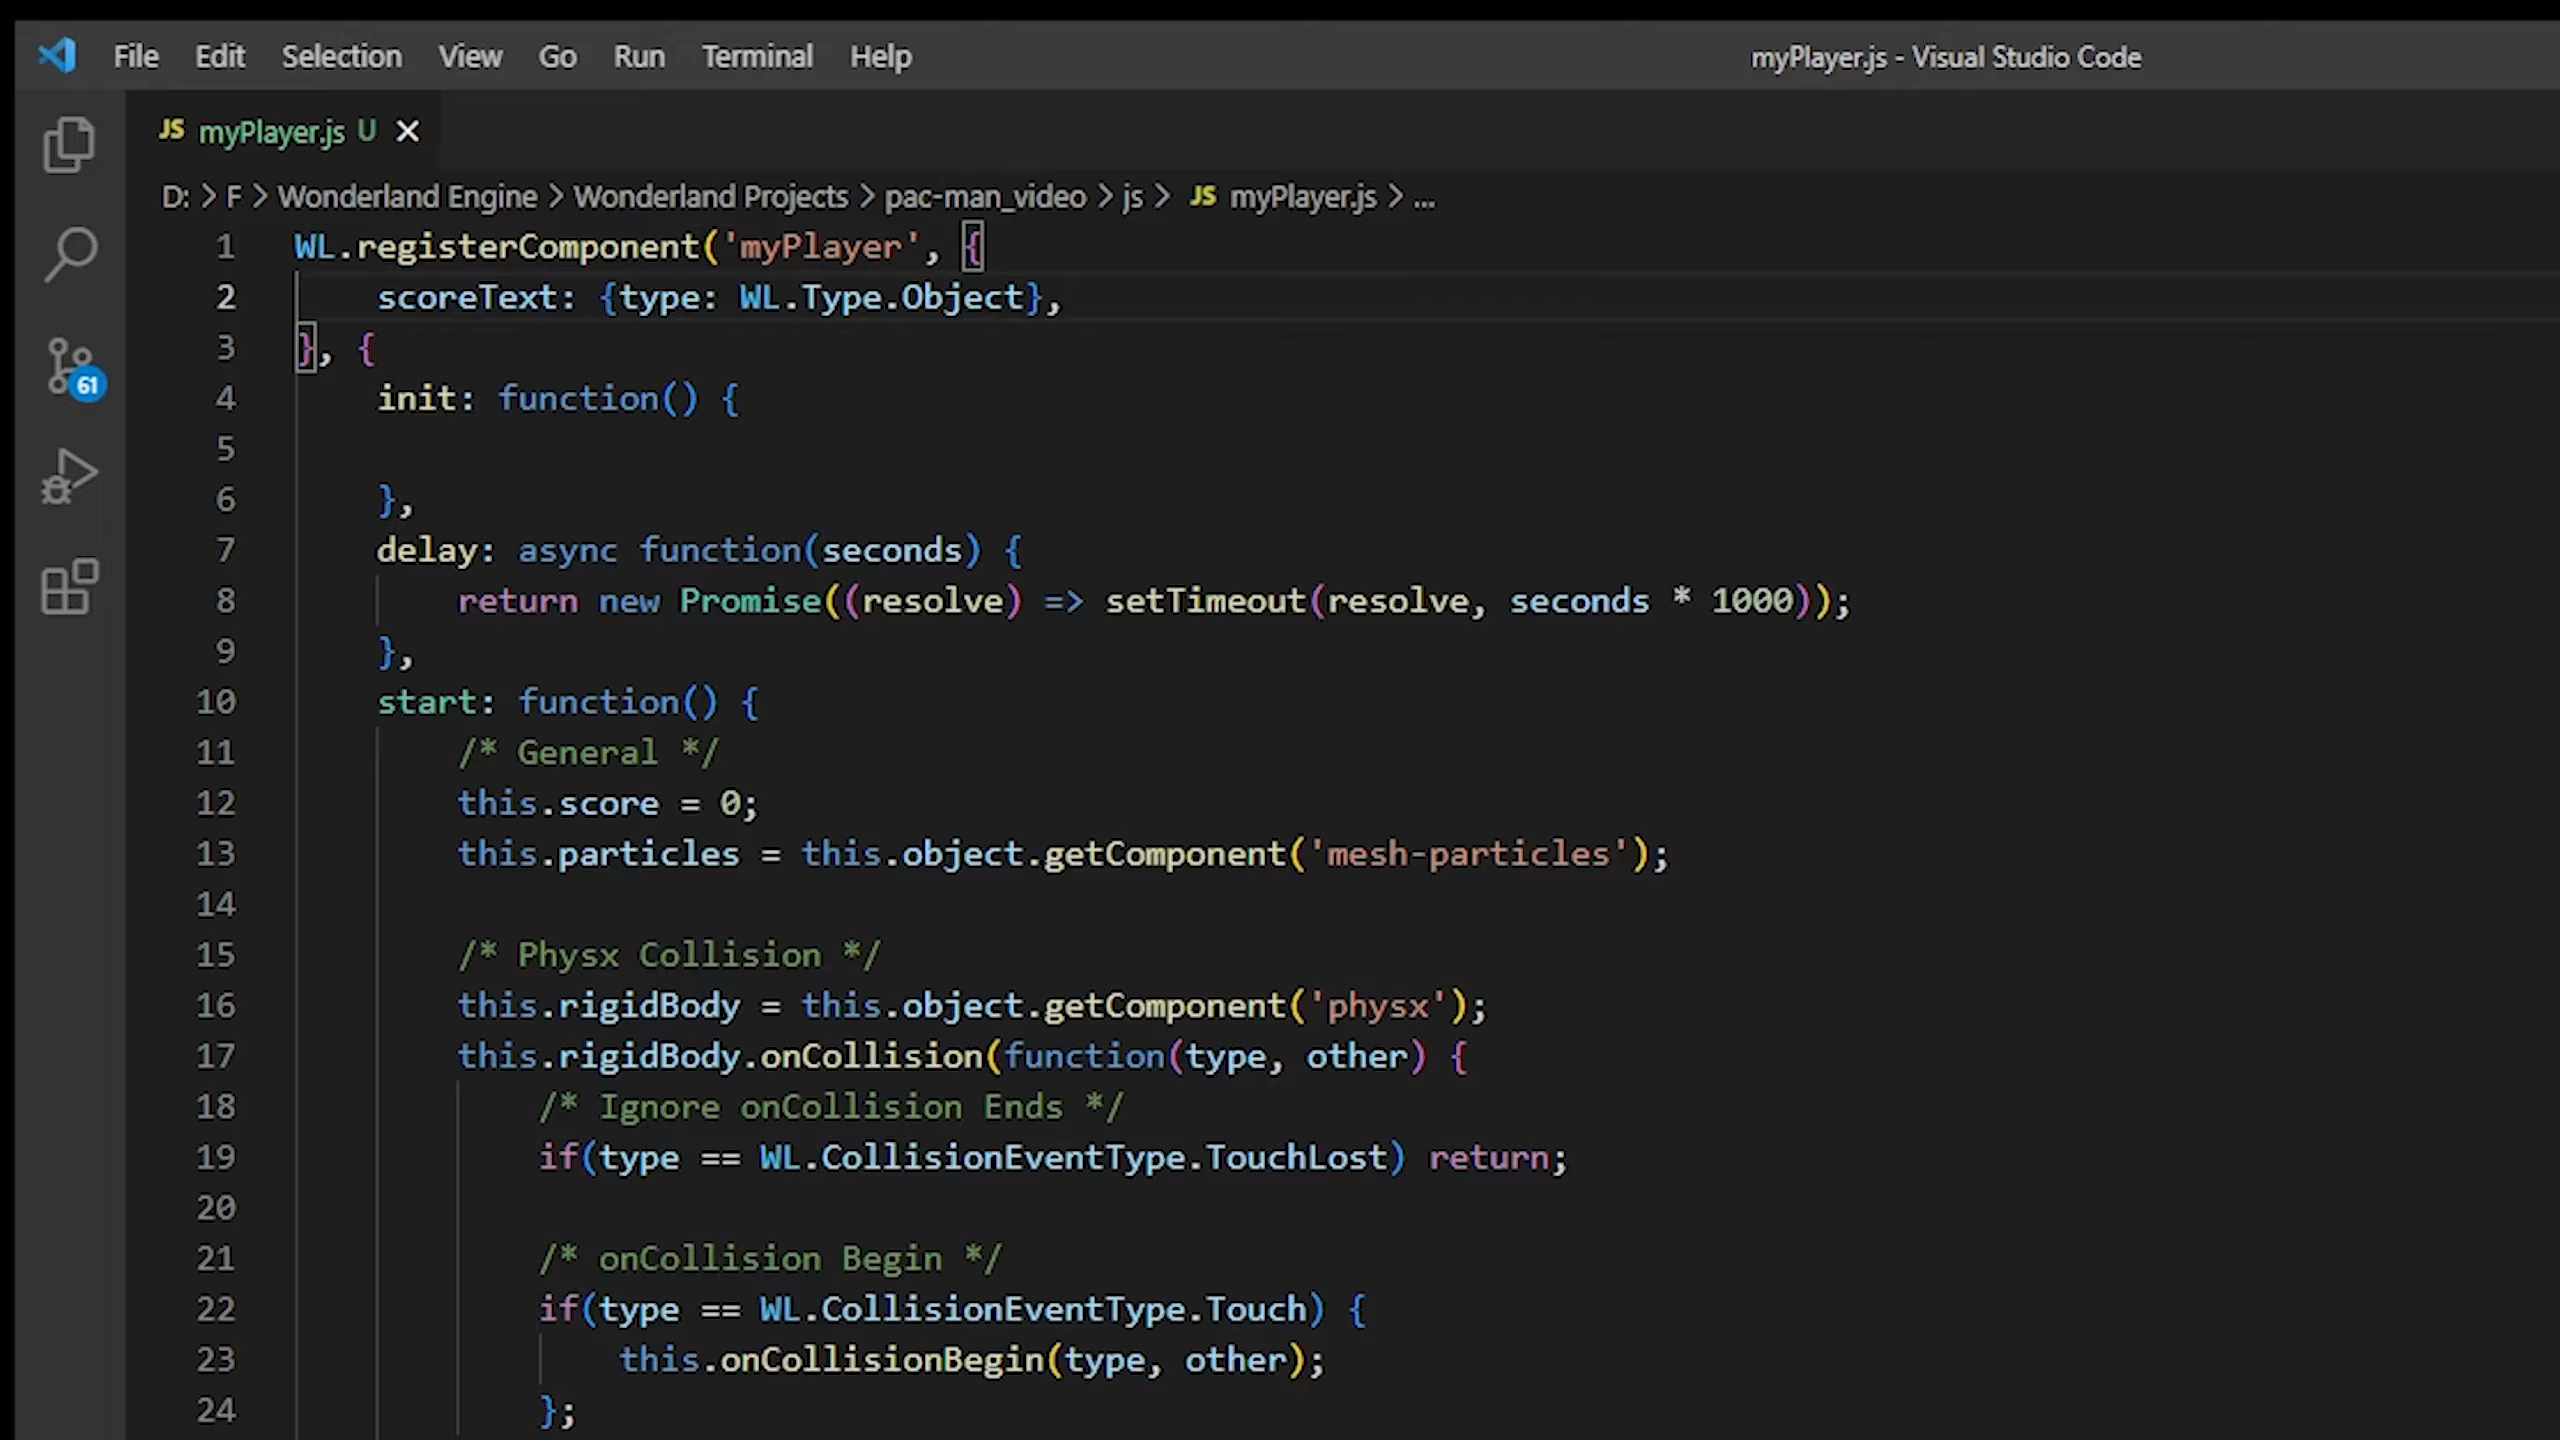 File Edit Selection View Go Run Terminal Help myPlayer.js - Visual Studio Code
JS myPlayer.js U
D: > F > Wonderland Engine > Wonderland Projects > pac-man_video > js > JS myPlayer.js > ...
61
1 WL.registerComponent('myPlayer', {
2     scoreText: {type: WL.Type.Object},
3 }, {
4     init: function() {
5
6     },
7     delay: async function(seconds) {
8         return new Promise((resolve) => setTimeout(resolve, seconds * 1000));
9     },
10     start: function() {
11         /* General */
12         this.score = 0;
13         this.particles = this.object.getComponent('mesh-particles');
14
15         /* Physx Collision */
16         this.rigidBody = this.object.getComponent('physx');
17         this.rigidBody.onCollision(function(type, other) {
18             /* Ignore onCollision Ends */
19             if(type == WL.CollisionEventType.TouchLost) return;
20
21             /* onCollision Begin */
22             if(type == WL.CollisionEventType.Touch) {
23                 this.onCollisionBegin(type, other);
24             };